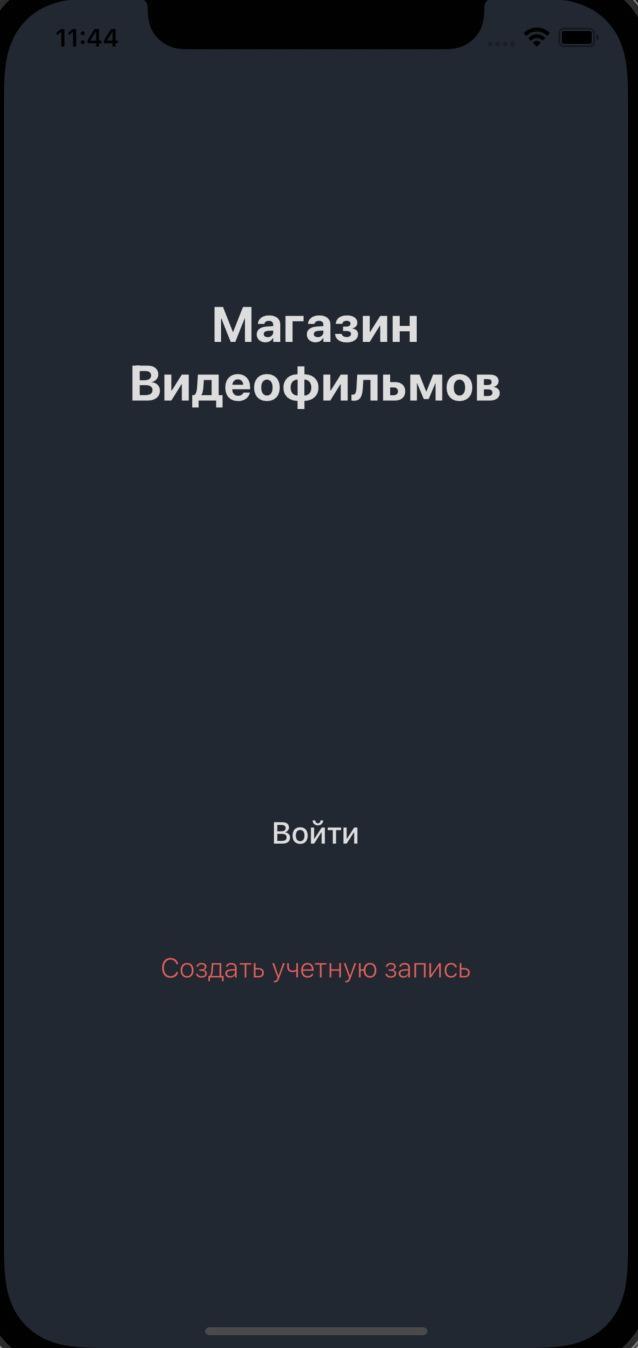 11:44
Магазин
Видеофильмов
Войти
Создать учетную запись